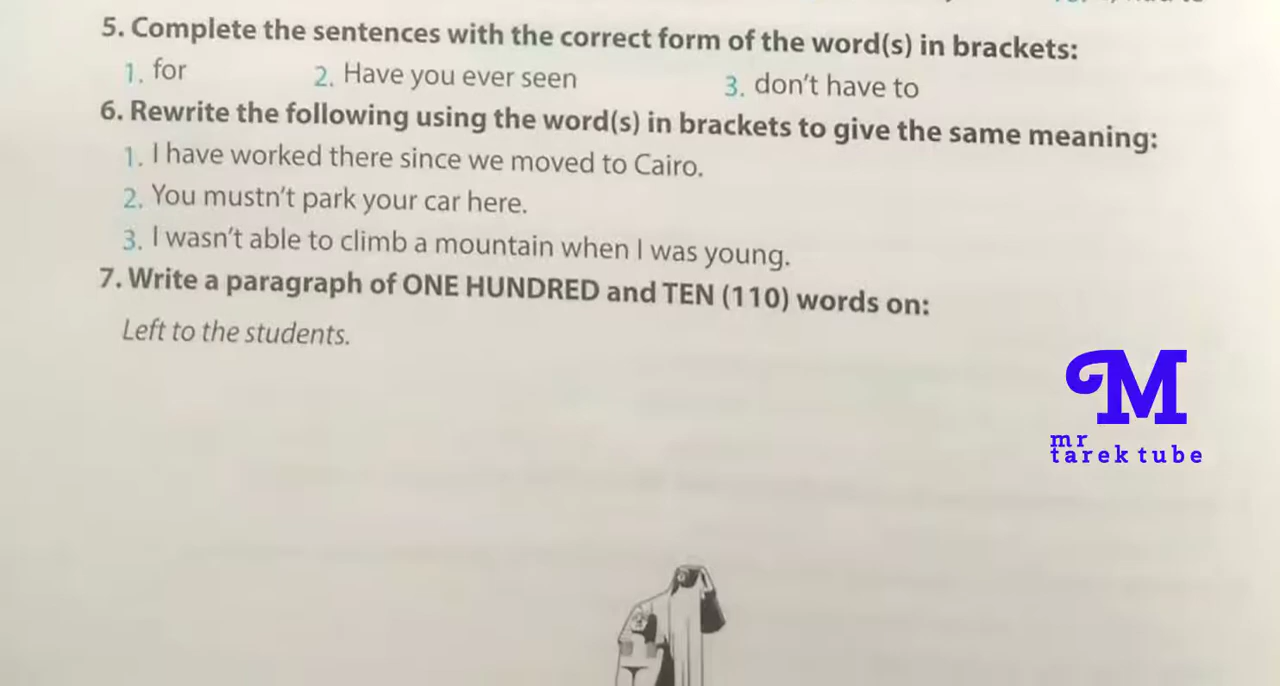 5. Complete the sentences with the correct form of the word(s) in brackets:
1. for 2. Have you ever seen 3. don't have to
6. Rewrite the following using the word(s) in brackets to give the same meaning:
1. I have worked there since we moved to Cairo.
2. You mustn't park your car here.
3. I wasn't able to climb a mountain when I was young.
7. Write a paragraph of ONE HUNDRED and TEN (110) words on:
Left to the students.
M
mr
tarek tube